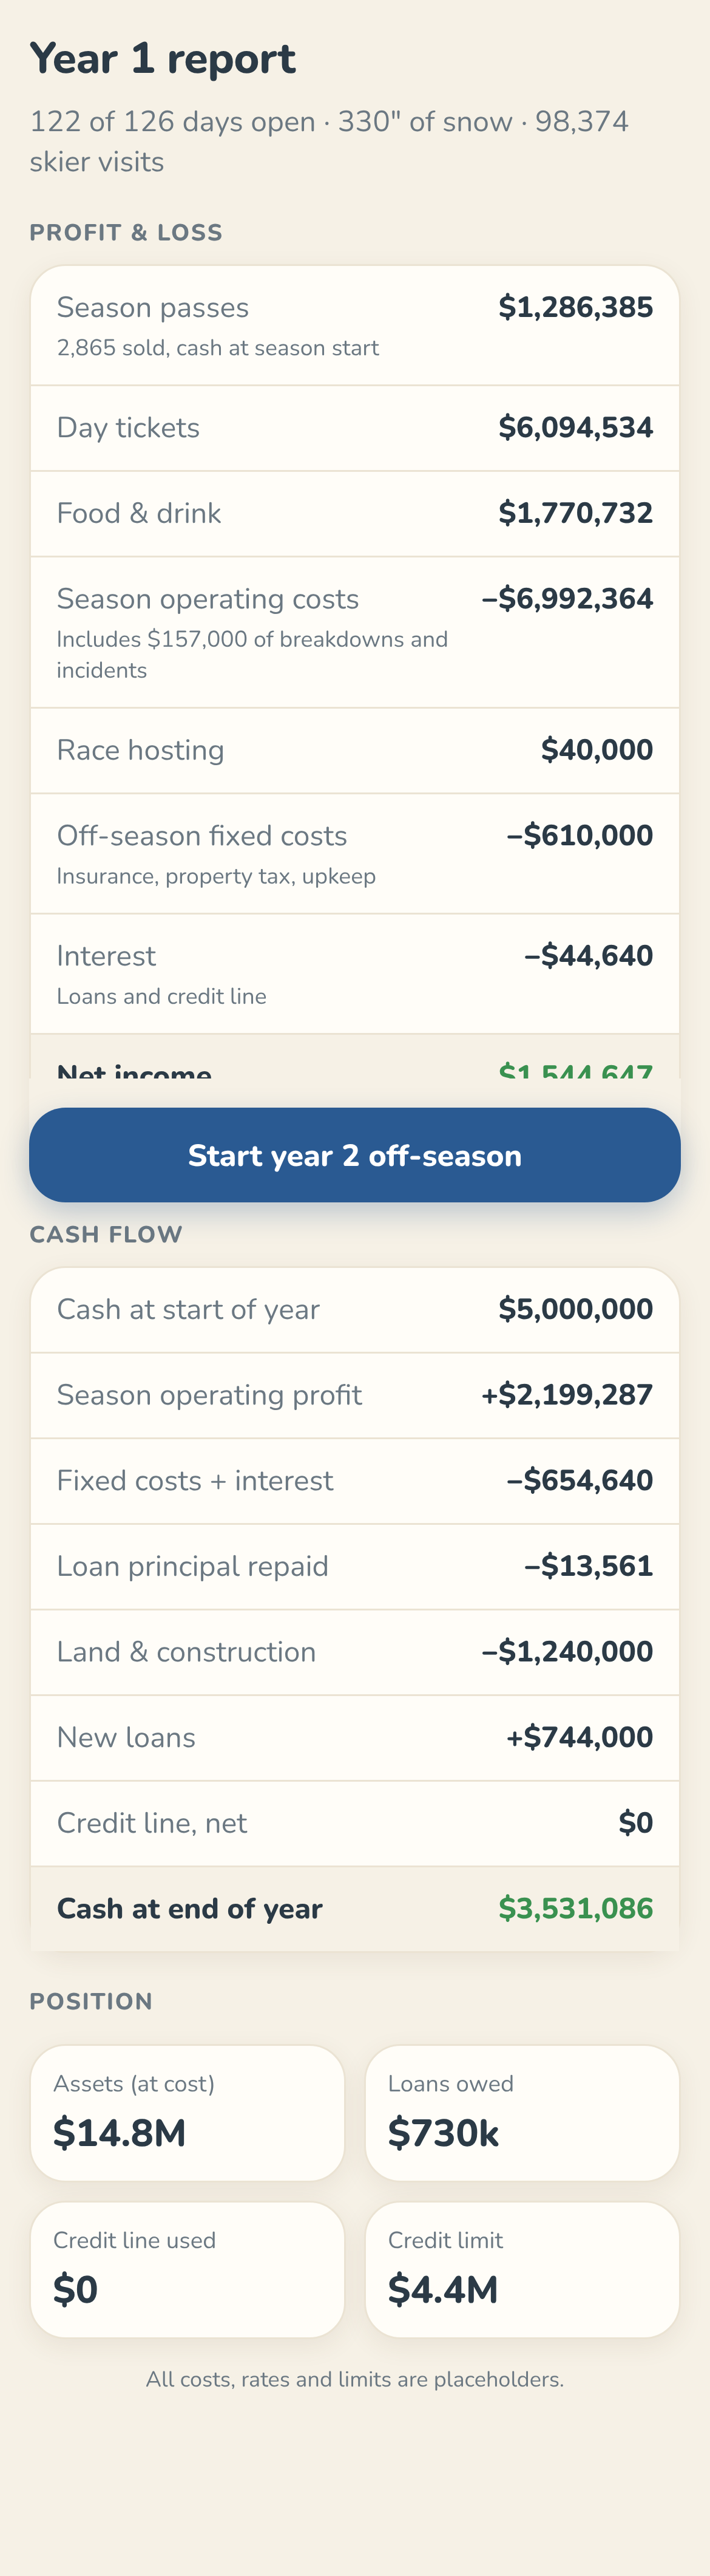 Year 1 report
122 of 126 days open · 330" of snow · 98,374
skier visits
PROFIT & LOSS
Season passes $1,286,385
2,865 sold, cash at season start
Day tickets $6,094,534
Food & drink $1,770,732
Season operating costs −$6,992,364
Includes $157,000 of breakdowns and
incidents
Race hosting $40,000
Off-season fixed costs −$610,000
Insurance, property tax, upkeep
Interest −$44,640
Loans and credit line
Net income $1,544,647
Start year 2 off-season
CASH FLOW
Cash at start of year $5,000,000
Season operating profit +$2,199,287
Fixed costs + interest −$654,640
Loan principal repaid −$13,561
Land & construction −$1,240,000
New loans +$744,000
Credit line, net $0
Cash at end of year $3,531,086
POSITION
Assets (at cost) Loans owed
$14.8M $730k
Credit line used Credit limit
$0 $4.4M
All costs, rates and limits are placeholders.